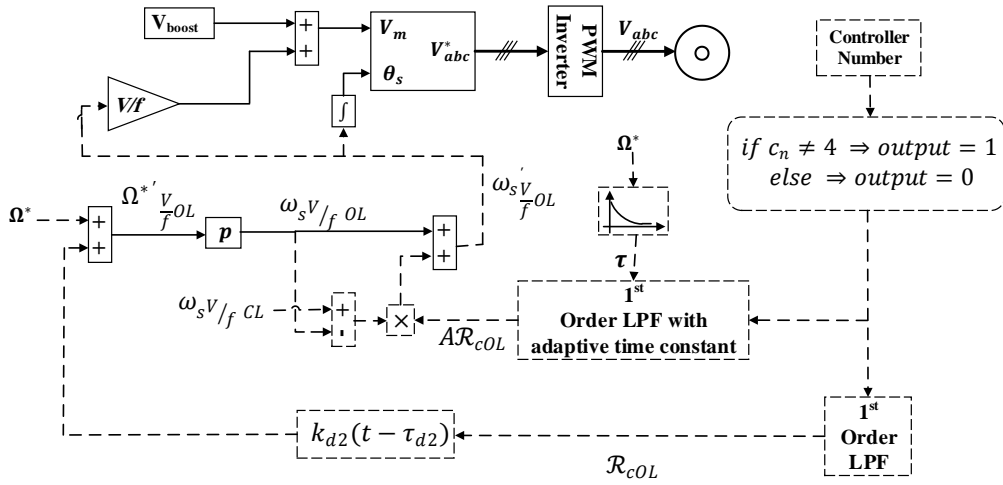 V_boost
+
+
V_m
V*_abc
θ_s
PWM Inverter
V_abc
Controller
Number
V/f
∫
if c_n ≠ 4 ⇒ output = 1
else ⇒ output = 0
Ω*
Ω*′_V/f OL
+
+
p
ω_s V/f OL
+
+
ω_s′ V/f OL
Ω*
τ
ω_s V/f CL
+
-
×
Aℛ_cOL
1st
Order LPF with
adaptive time constant
k_d2(t − τ_d2)
ℛ_cOL
1st
Order
LPF